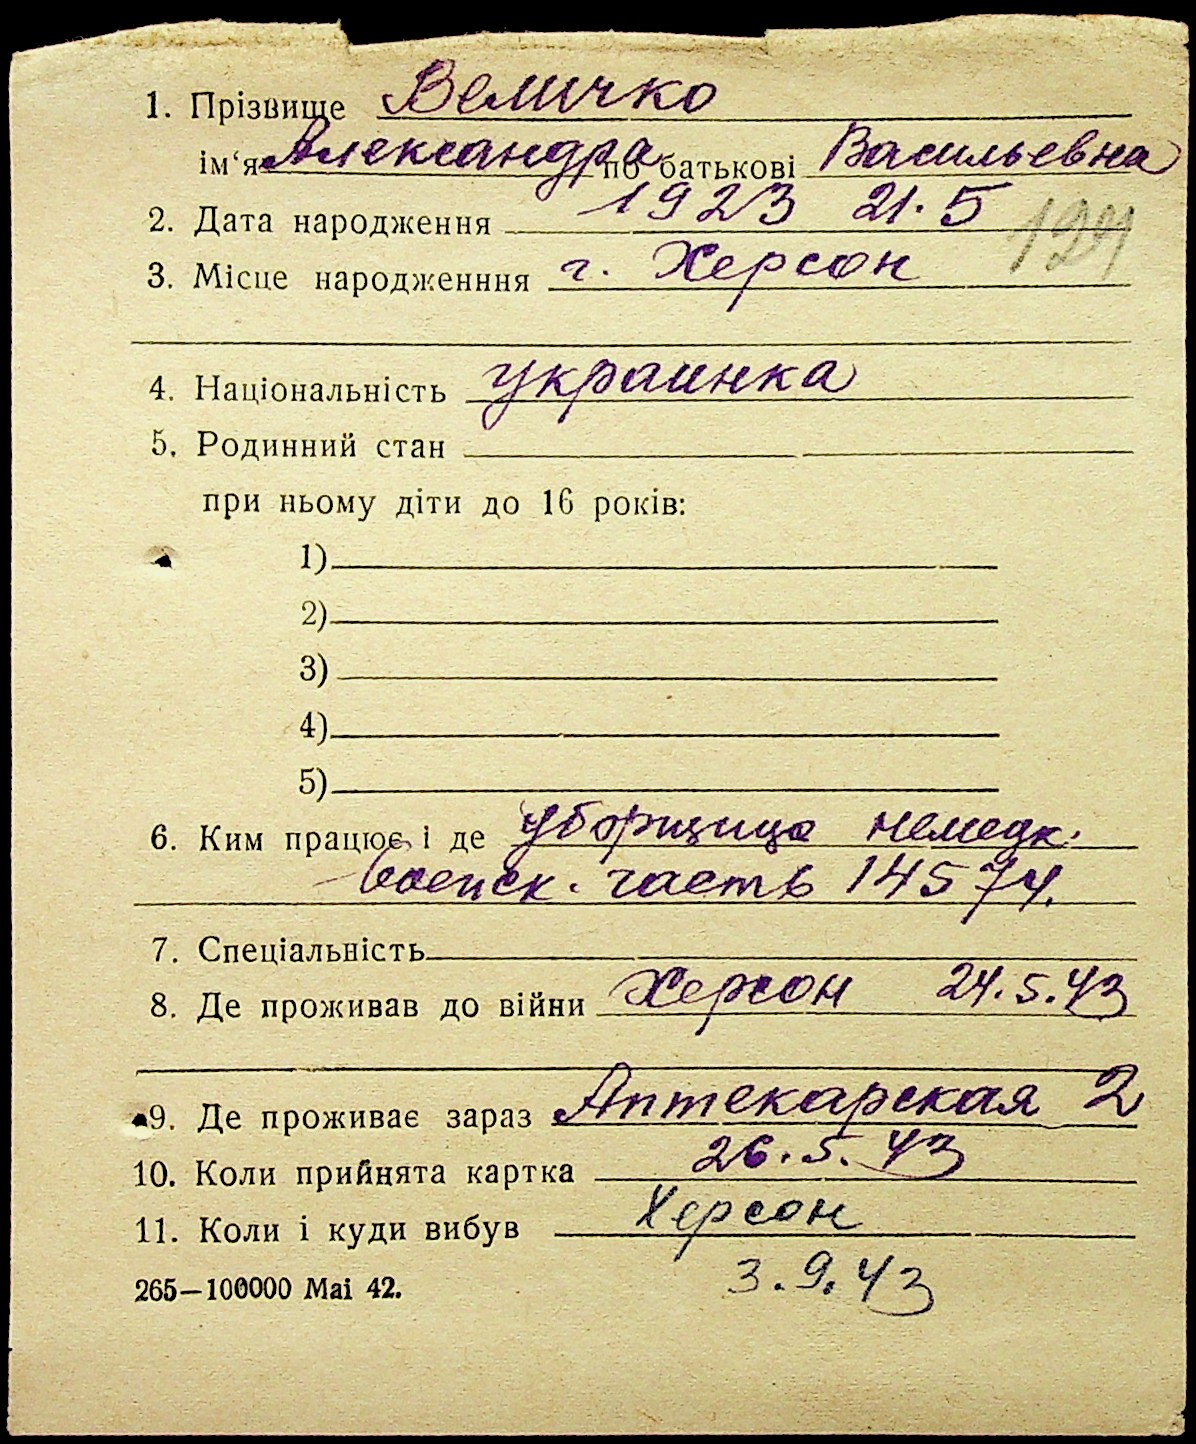 1. Прізвище Величко
ім‘я Александра по батькові Васильевна
2. Дата народження 1923 21.5
3. Місце народженння г. Херсон
124
4. Національність украинка
5. Родинний стан
при ньому діти до 16 років:
1)
2)
3)
4)
5)
6. Ким працює і де уборщица немецк.
военск. часть 14574.
7. Спеціальність
8. Де проживав до війни Херсон 24.5.43
9. Де проживає зараз Аптекарская 2
10. Коли прийнята картка 26.5.43
11. Коли і куди вибув Херсон
265—100000 Mai 42. 3.9.43